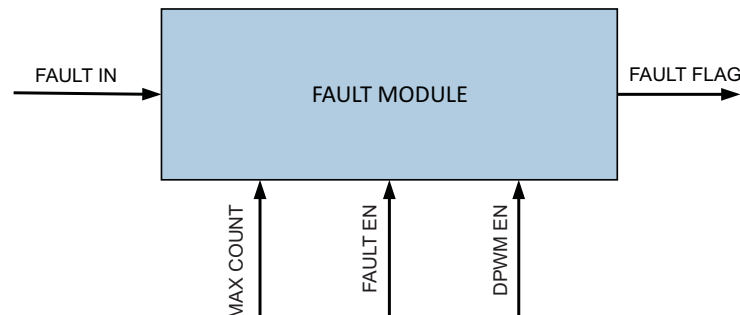 FAULT IN
FAULT MODULE
FAULT FLAG
MAX COUNT
FAULT EN
DPWM EN